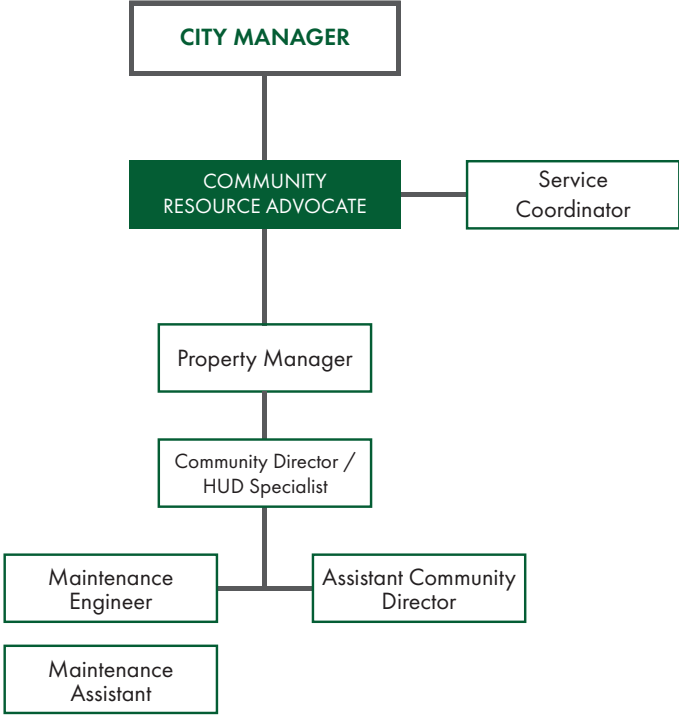 CITY MANAGER
COMMUNITY
RESOURCE ADVOCATE
Service
Coordinator
Property Manager
Community Director /
HUD Specialist
Maintenance
Engineer
Assistant Community
Director
Maintenance
Assistant